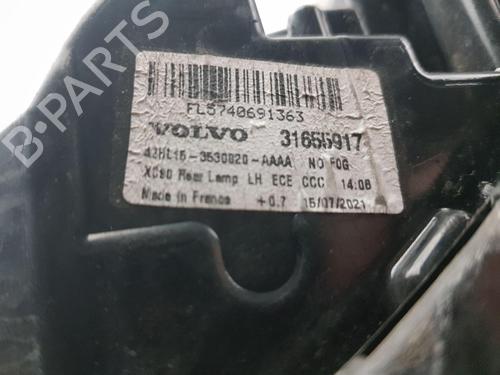 FL5740691363
VOLVO 31655917
42HL15-3530020-AAAA NO FOG
XC90 Rear Lamp LH ECE CCC 14:08
Made in France +0.7 15/07/2021
B-PARTS